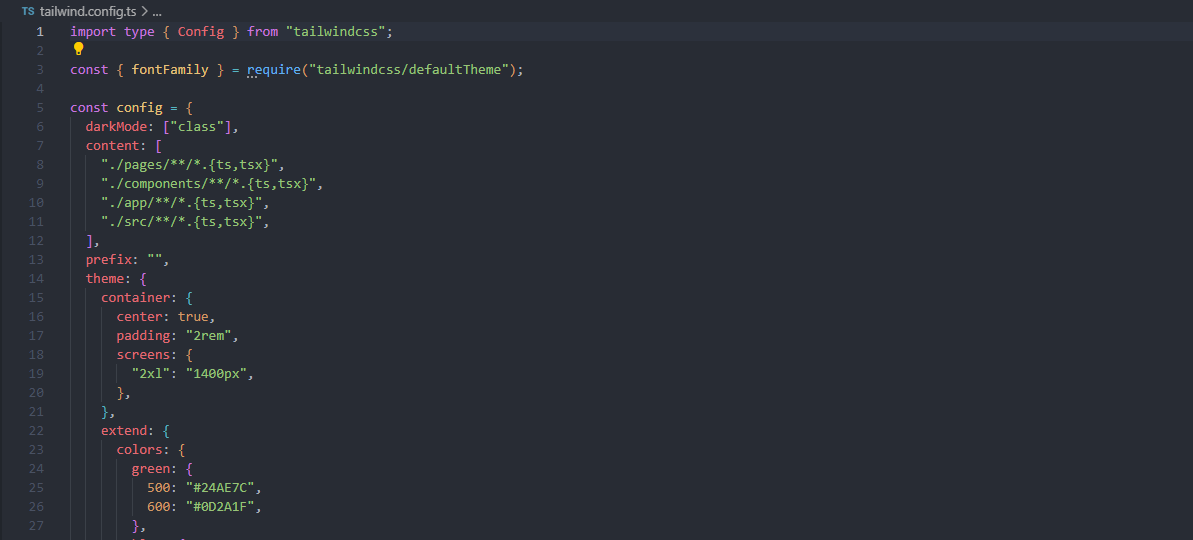 TS tailwind.config.ts > ...
1 import type { Config } from "tailwindcss";
2
3 const { fontFamily } = require("tailwindcss/defaultTheme");
4
5 const config = {
6 darkMode: ["class"],
7 content: [
8 "./pages/**/*.{ts,tsx}",
9 "./components/**/*.{ts,tsx}",
10 "./app/**/*.{ts,tsx}",
11 "./src/**/*.{ts,tsx}",
12 ],
13 prefix: "",
14 theme: {
15 container: {
16 center: true,
17 padding: "2rem",
18 screens: {
19 "2xl": "1400px",
20 },
21 },
22 extend: {
23 colors: {
24 green: {
25 500: "#24AE7C",
26 600: "#0D2A1F",
27 },